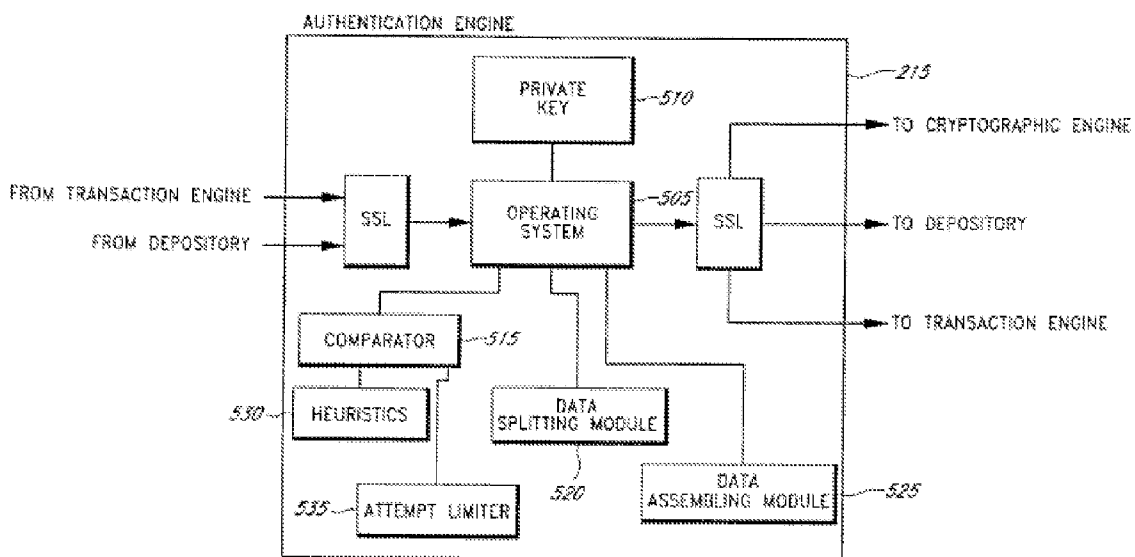 AUTHENTICATION ENGINE
215
PRIVATE
KEY
510
TO CRYPTOGRAPHIC ENGINE
FROM TRANSACTION ENGINE
SSL
OPERATING
SYSTEM
505
SSL
TO DEPOSITORY
FROM DEPOSITORY
COMPARATOR
515
TO TRANSACTION ENGINE
530
HEURISTICS
DATA
SPLITTING MODULE
520
535
ATTEMPT LIMITER
DATA
ASSEMBLING MODULE
525